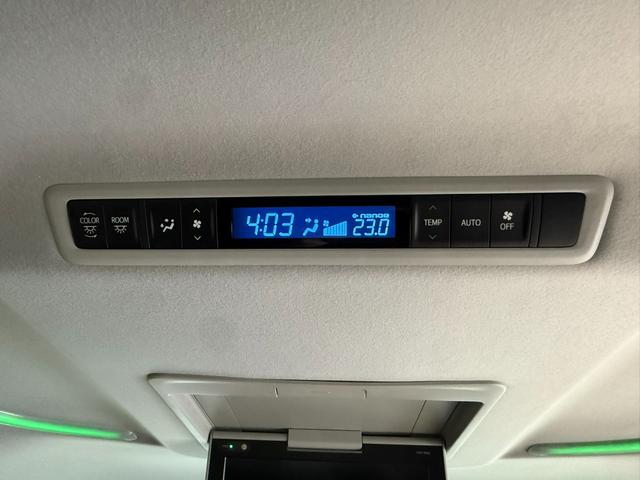 COLOR
ROOM
4:03
nanoe
23.0
TEMP
AUTO
OFF